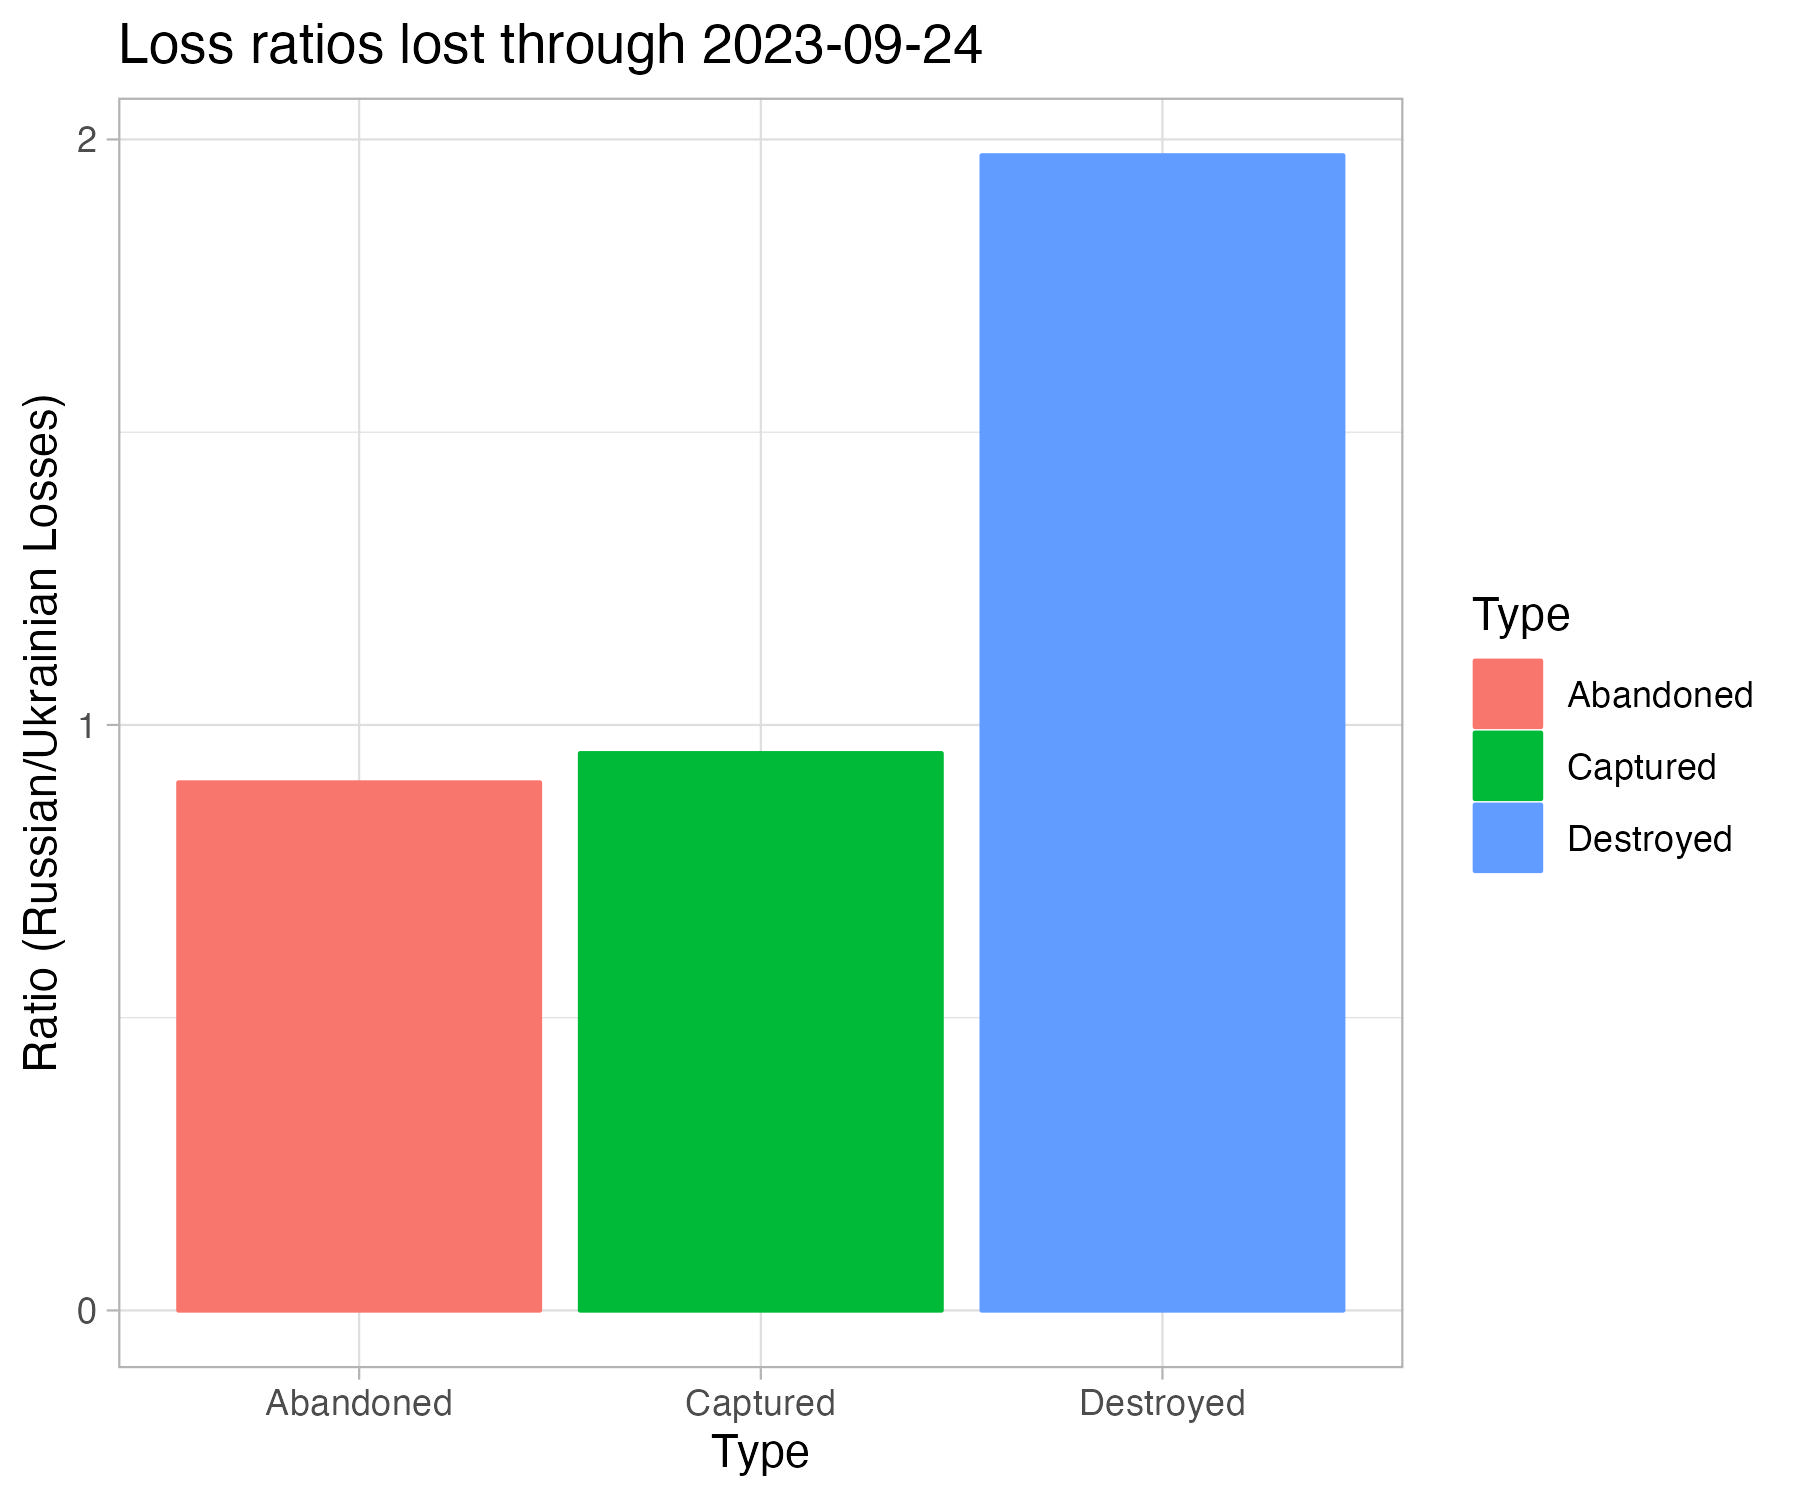 Loss ratios lost through 2023-09-24
Ratio (Russian/Ukrainian Losses)
2
1
0
Abandoned
Captured
Destroyed
Type
Type
Abandoned
Captured
Destroyed